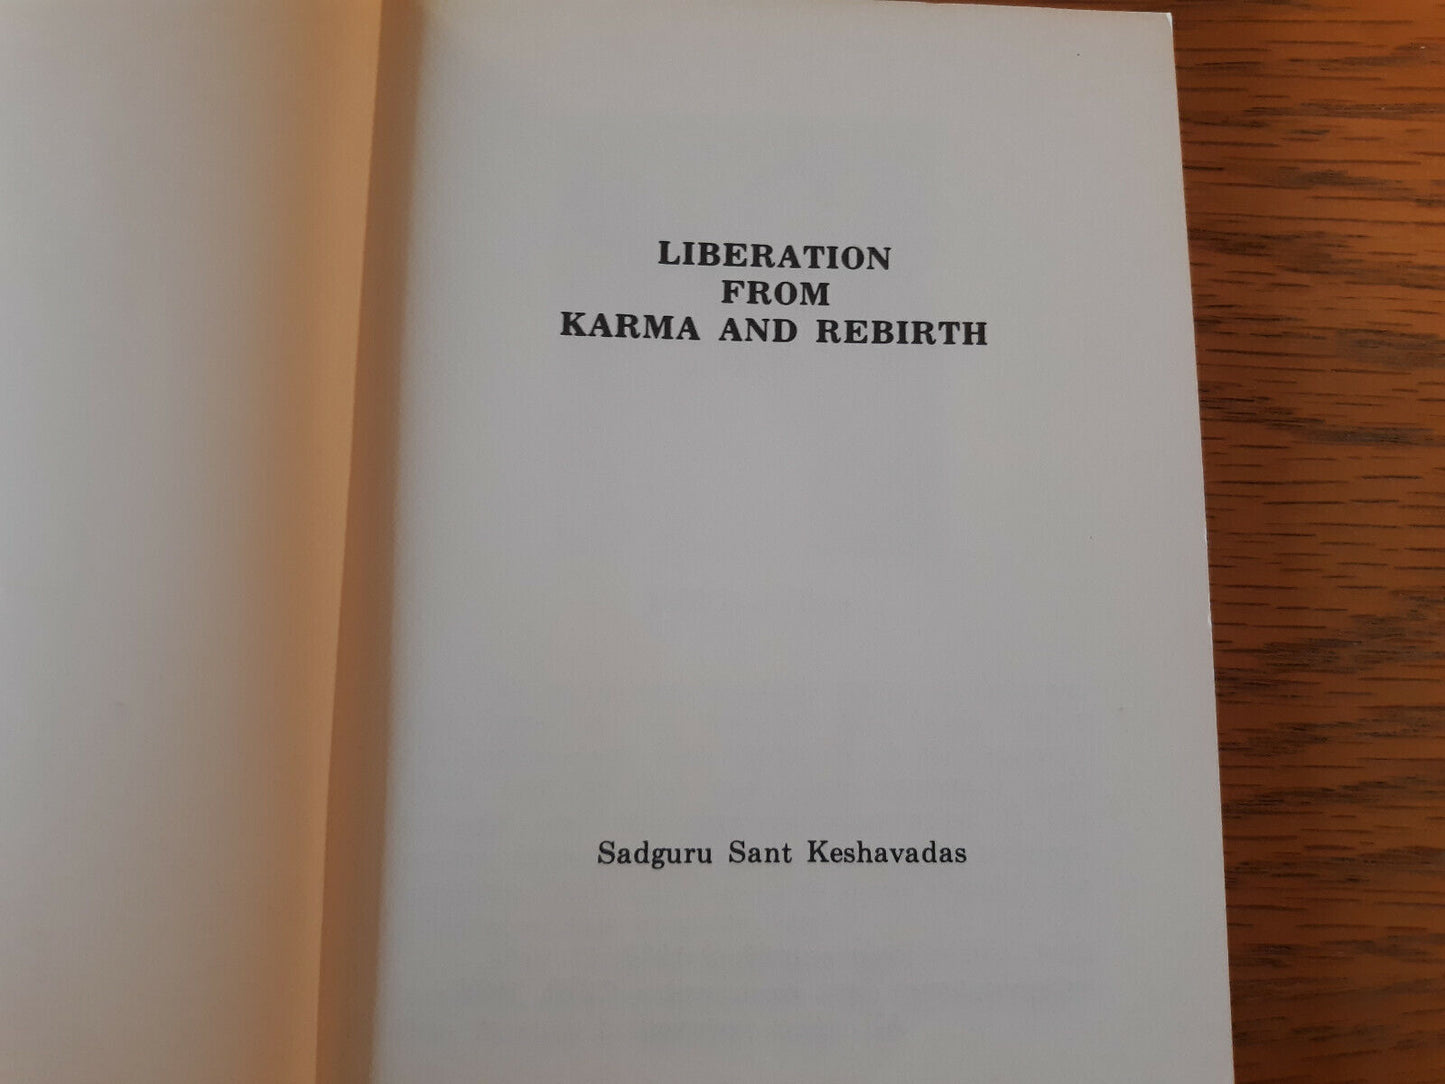 LIBERATION
FROM
KARMA AND REBIRTH
Sadguru Sant Keshavadas